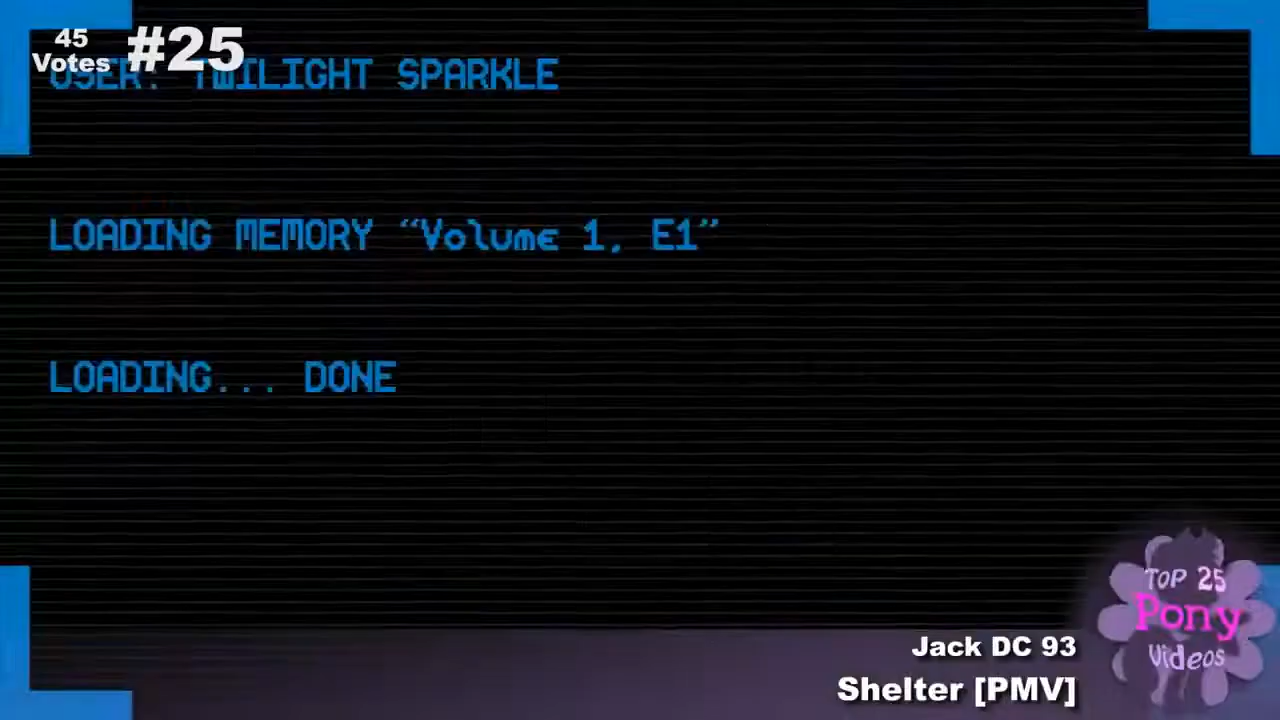 45
Votes
#25
USER: TWILIGHT SPARKLE
LOADING MEMORY “Volume 1, E1”
LOADING... DONE
TOP 25
Pony
Videos
Jack DC 93
Shelter [PMV]